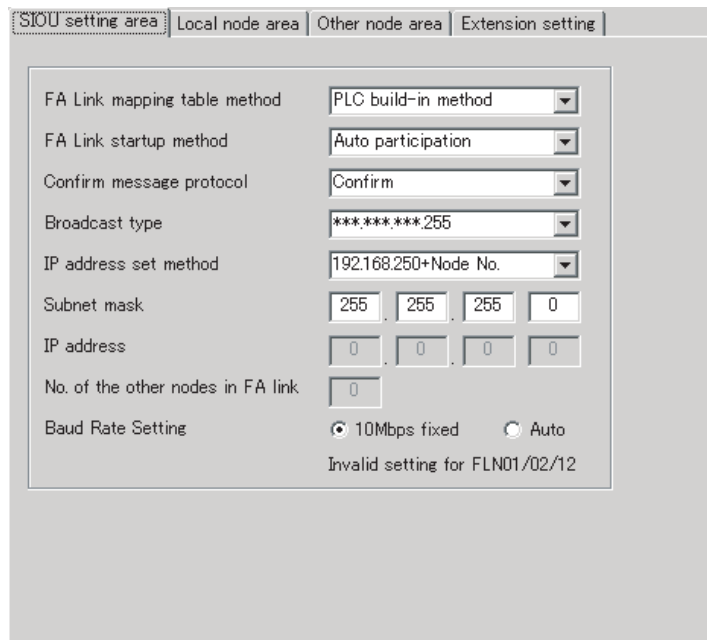 SIOU setting area Local node area Other node area Extension setting
FA Link mapping table method PLC build-in method
FA Link startup method Auto participation
Confirm message protocol Confirm
Broadcast type ***.***.***.255
IP address set method 192.168.250+Node No.
Subnet mask 255 . 255 . 255 0
IP address 0 . 0 . 0 0
No. of the other nodes in FA link 0
Baud Rate Setting 10Mbps fixed Auto
Invalid setting for FLN01/02/12